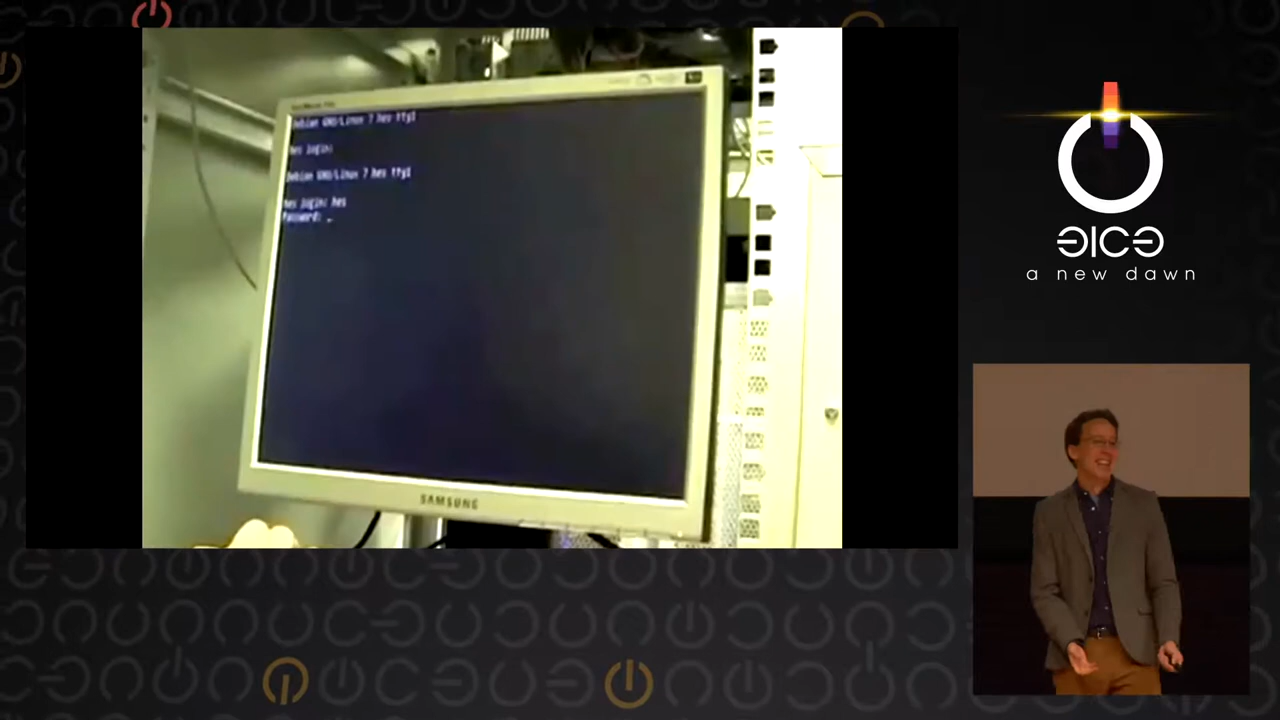 Debian GNU/Linux 7 hes tty1
hes login:
Debian GNU/Linux 7 hes tty1
hes login: hes
Password: _
SAMSUNG
a new dawn